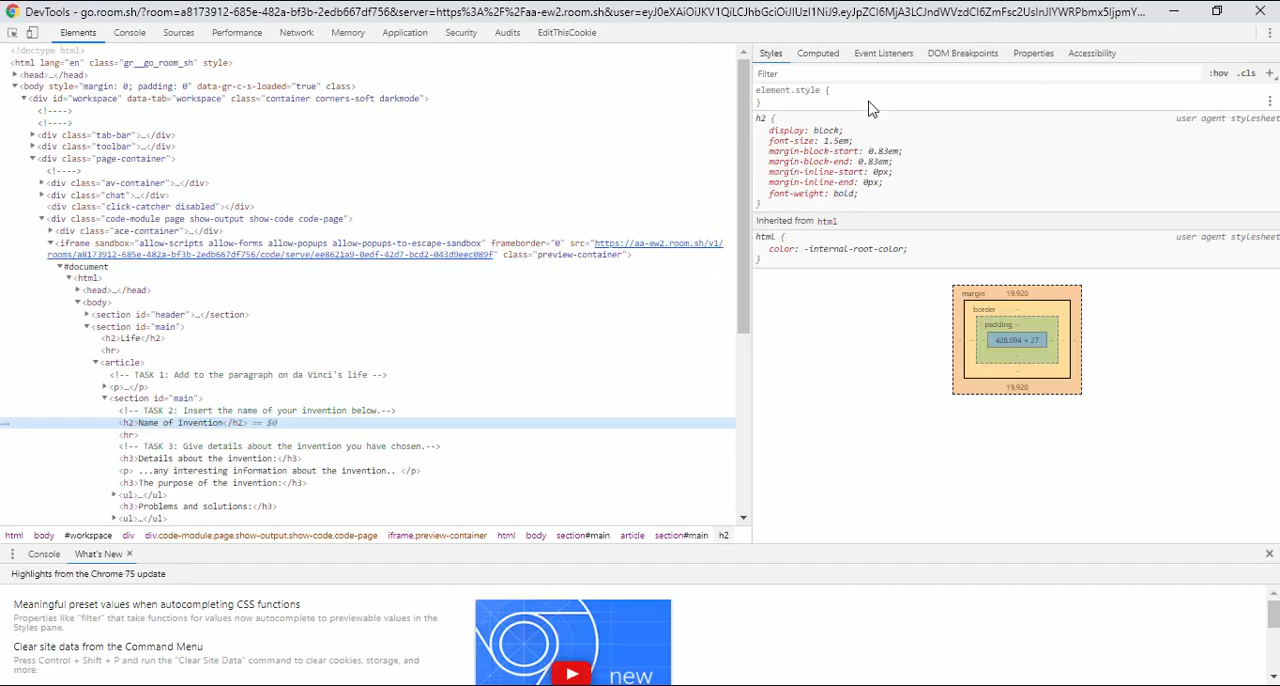 DevTools - go.room.sh/?room=a8173912-685e-482a-bf3b-2edb667df756&server=https%3A%2F%2Faa-ew2.room.sh&user=
Elements Console Sources Performance Network Memory Application Security Audits EditThisCookie
<!doctype html>
<html lang="en" class="gr__go_room_sh" style>
<head>…</head>
<body style="margin: 0; padding: 0" data-gr-c-s-loaded="true" class>
<div id="workspace" data-tab="workspace" class="container corners-soft darkmode">
<!---->
<!---->
<div class="tab-bar">…</div>
<div class="toolbar">…</div>
<div class="page-container">
<!---->
<div class="av-container">…</div>
<div class="chat">…</div>
<div class="click-catcher disabled"></div>
<div class="code-module page show-output show-code code-page">
<div class="ace-container">…</div>
<iframe sandbox="allow-scripts allow-forms allow-popups allow-popups-to-escape-sandbox" frameborder="0" src="https://aa-ew2.room.sh/v1/
rooms/a8173912-685e-482a-bf3b-2edb667df756/code/serve/ee8621a9-0edf-42d7-bcd2-043d9eec089f" class="preview-container">
#document
<html>
<head>…</head>
<body>
<section id="header">…</section>
<section id="main">
<h2>Life</h2>
<hr>
<article>
<!-- TASK 1: Add to the paragraph on da Vinci's life -->
<p>…</p>
<section id="main">
<!-- TASK 2: Insert the name of your invention below.-->
… <h2>Name of Invention</h2> == $0
<hr>
<!-- TASK 3: Give details about the invention you have chosen.-->
<h3>Details about the invention:</h3>
<p> ...any interesting information about the invention.. </p>
<h3>The purpose of the invention:</h3>
<ul>…</ul>
<h3>Problems and solutions:</h3>
<ul>…</ul>
html body #workspace div div.code-module.page.show-output.show-code.code-page iframe.preview-container html body section#main article section#main h2
Styles Computed Event Listeners DOM Breakpoints Properties Accessibility
Filter :hov .cls +
element.style {
}
h2 { user agent stylesheet
display: block;
font-size: 1.5em;
margin-block-start: 0.83em;
margin-block-end: 0.83em;
margin-inline-start: 0px;
margin-inline-end: 0px;
font-weight: bold;
}
Inherited from html
html { user agent stylesheet
color: -internal-root-color;
}
margin 19.920
border -
padding -
- - - 428.094 × 27 - - -
-
-
19.920
Console What's New ×
Highlights from the Chrome 75 update
Meaningful preset values when autocompleting CSS functions
Properties like "filter" that take functions for values now autocomplete to previewable values in the
Styles pane.
Clear site data from the Command Menu
Press Control + Shift + P and run the "Clear Site Data" command to clear cookies, storage, and
more.
new